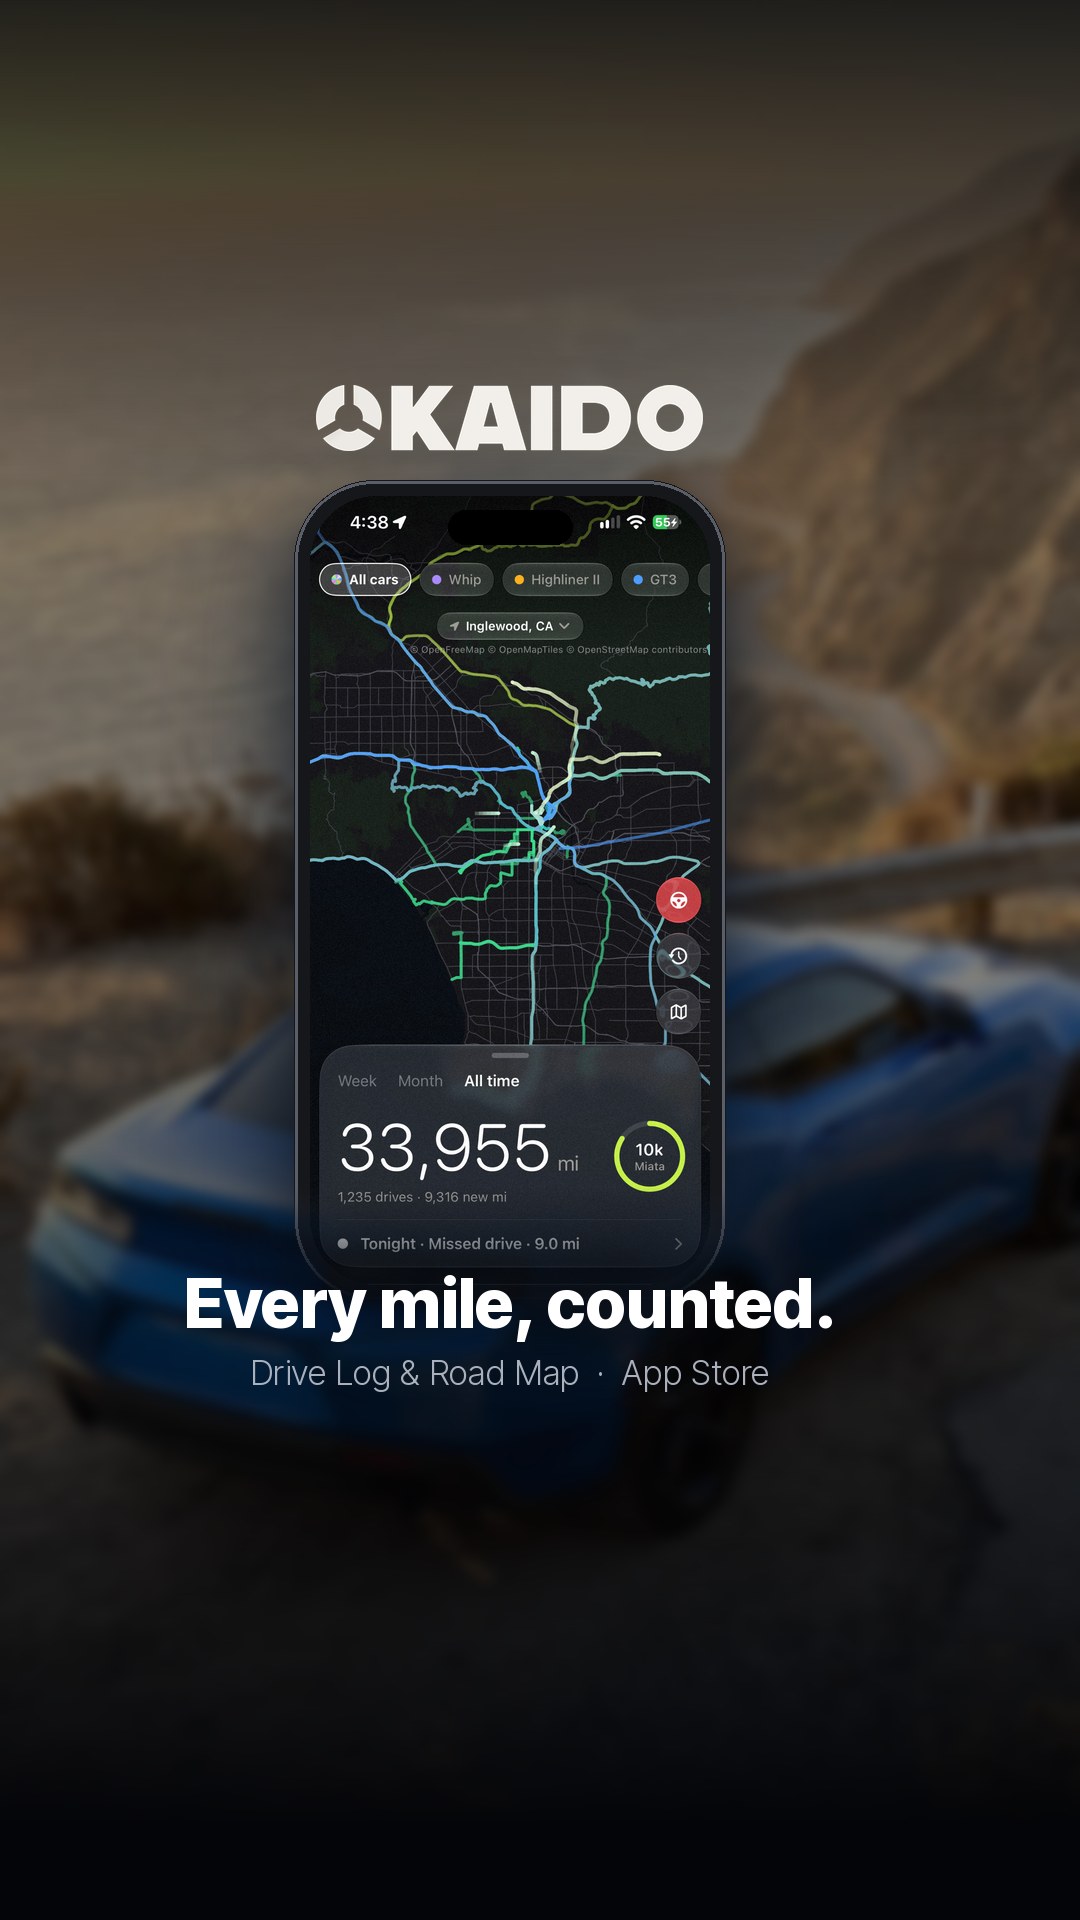 KAIDO
4:38
55
All cars
Whip
Highliner II
GT3
Inglewood, CA
© OpenFreeMap © OpenMapTiles © OpenStreetMap contributors
Week
Month
All time
33,955 mi
10k
Miata
1,235 drives · 9,316 new mi
Tonight · Missed drive · 9.0 mi
Every mile, counted.
Drive Log & Road Map · App Store